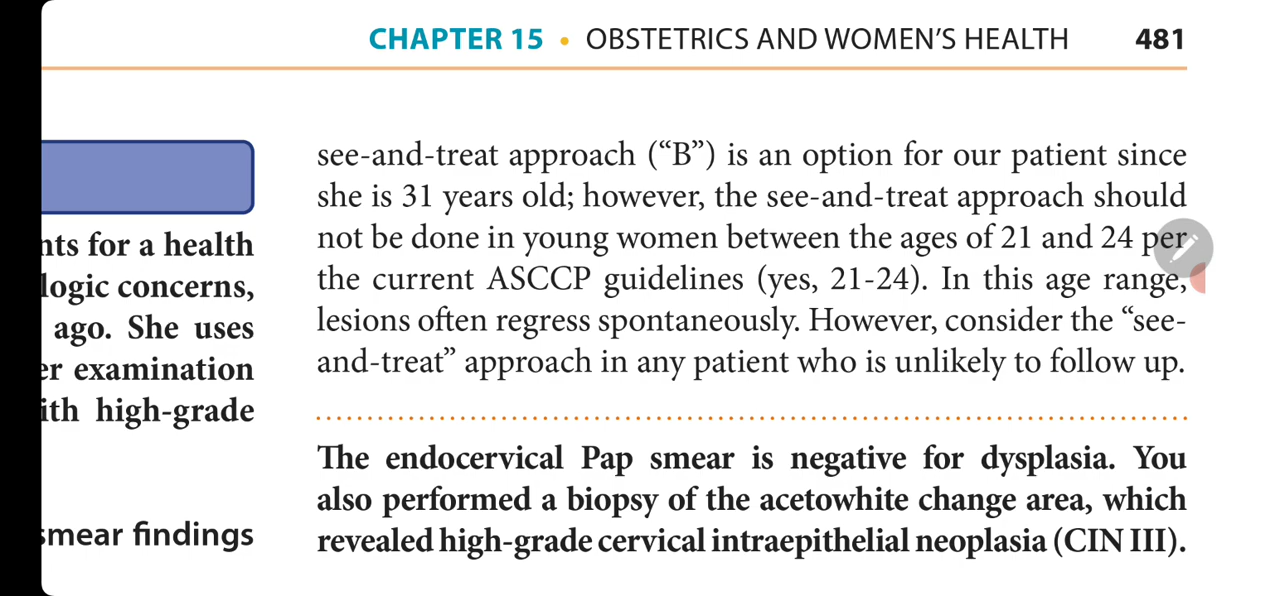 CHAPTER 15 • OBSTETRICS AND WOMEN'S HEALTH 481
for a health
concerns,
ago. She uses
examination
high-grade
findings
see-and-treat approach (“B”) is an option for our patient since
she is 31 years old; however, the see-and-treat approach should
not be done in young women between the ages of 21 and 24 per
the current ASCCP guidelines (yes, 21-24). In this age range,
lesions often regress spontaneously. However, consider the “see-
and-treat” approach in any patient who is unlikely to follow up.
The endocervical Pap smear is negative for dysplasia. You
also performed a biopsy of the acetowhite change area, which
revealed high-grade cervical intraepithelial neoplasia (CIN III).